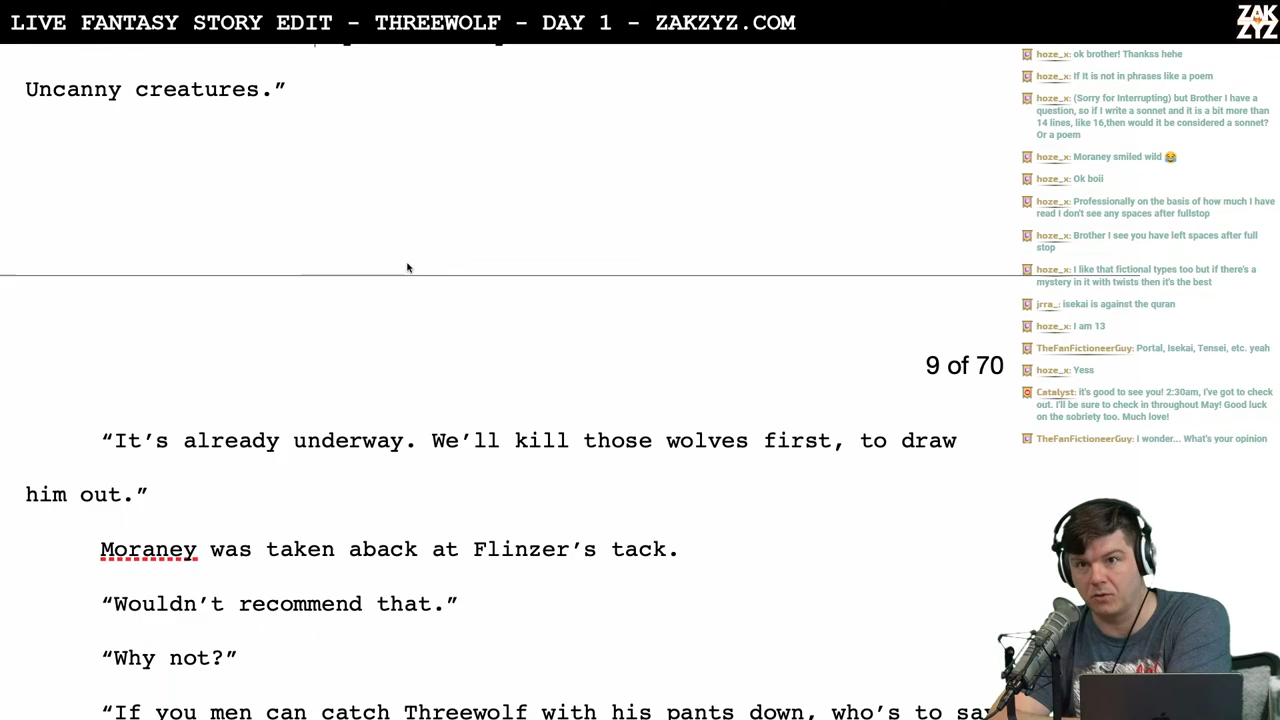 LIVE FANTASY STORY EDIT - THREEWOLF - DAY 1 - ZAKZYZ.COM
ZAK
ZYZ
Uncanny creatures.”
9 of 70
“It’s already underway. We’ll kill those wolves first, to draw
him out.”
Moraney was taken aback at Flinzer’s tack.
“Wouldn’t recommend that.”
“Why not?”
“If you men can catch Threewolf with his pants down, who’s to say
hoze_x: ok brother! Thankss hehe
hoze_x: If It is not in phrases like a poem
hoze_x: (Sorry for Interrupting) but Brother I have a
question, so if I write a sonnet and it is a bit more than
14 lines, like 16,then would it be considered a sonnet?
Or a poem
hoze_x: Moraney smiled wild 😂
hoze_x: Ok boii
hoze_x: Professionally on the basis of how much I have
read I don't see any spaces after fullstop
hoze_x: Brother I see you have left spaces after full
stop
hoze_x: I like that fictional types too but if there's a
mystery in it with twists then it's the best
jrra_: isekai is against the quran
hoze_x: I am 13
TheFanFictioneerGuy: Portal, Isekai, Tensei, etc. yeah
hoze_x: Yess
Catalyst: it's good to see you! 2:30am, I've got to check
out. I'll be sure to check in throughout May! Good luck
on the sobriety too. Much love!
TheFanFictioneerGuy: I wonder... What's your opinion